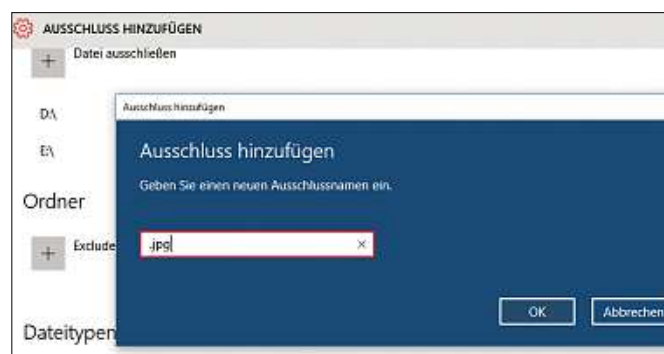 AUSSCHLUSS HINZUFÜGEN
Datei ausschließen
D:\
E:\
Ordner
Exclude
Dateitypen
Ausschluss hinzufügen
Ausschluss hinzufügen
Geben Sie einen neuen Ausschlussnamen ein.
.jpg
OK
Abbrechen